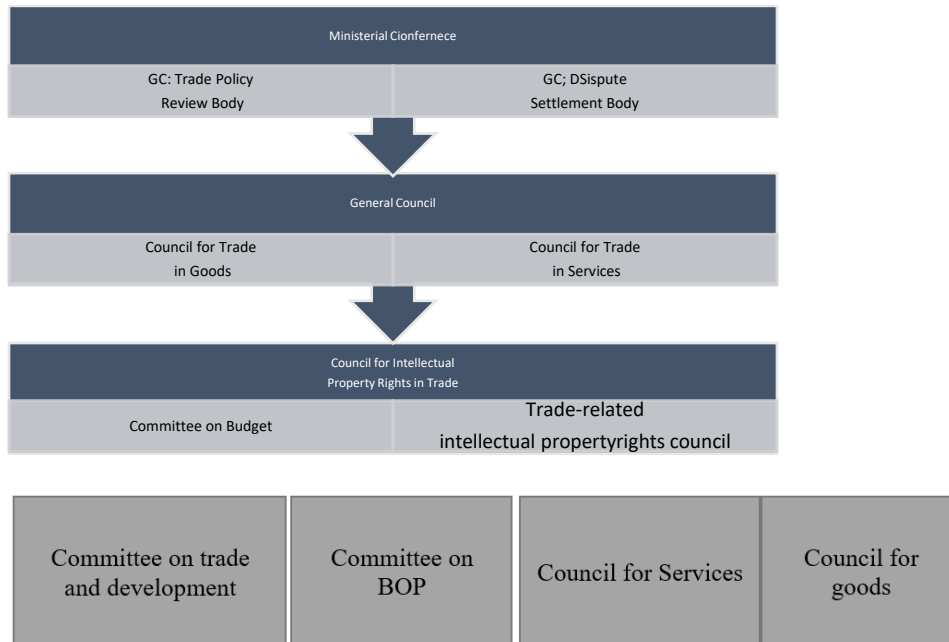 Ministerial Cionfernece
GC: Trade Policy
Review Body
GC; DSispute
Settlement Body
General Council
Council for Trade
in Goods
Council for Trade
in Services
Council for Intellectual
Property Rights in Trade
Committee on Budget
Trade-related
intellectual propertyrights council
Committee on trade
and development
Committee on
BOP
Council for Services
Council for
goods